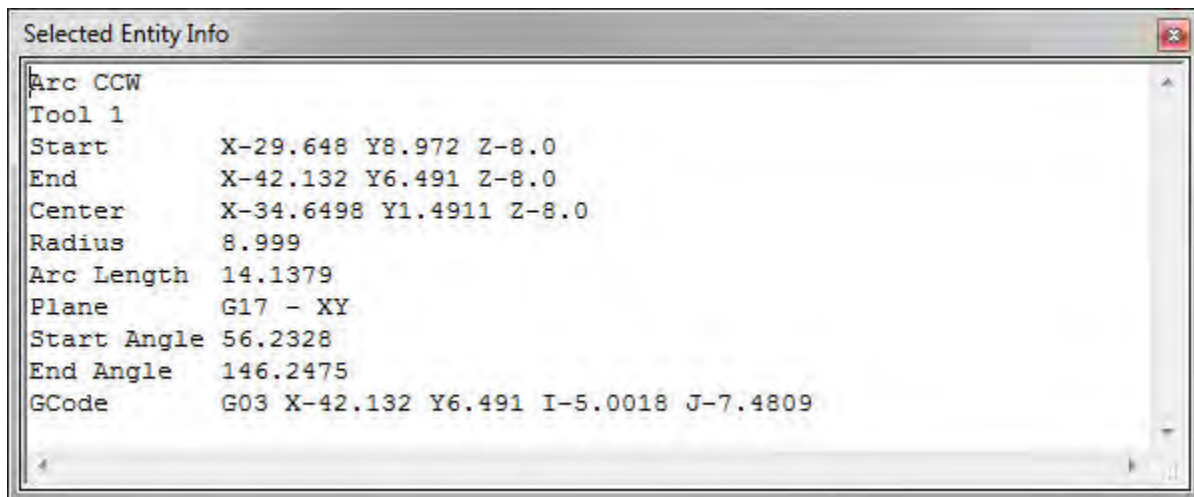 Selected Entity Info
Arc CCW
Tool 1
Start X-29.648 Y8.972 Z-8.0
End X-42.132 Y6.491 Z-8.0
Center X-34.6498 Y1.4911 Z-8.0
Radius 8.999
Arc Length 14.1379
Plane G17 - XY
Start Angle 56.2328
End Angle 146.2475
GCode G03 X-42.132 Y6.491 I-5.0018 J-7.4809